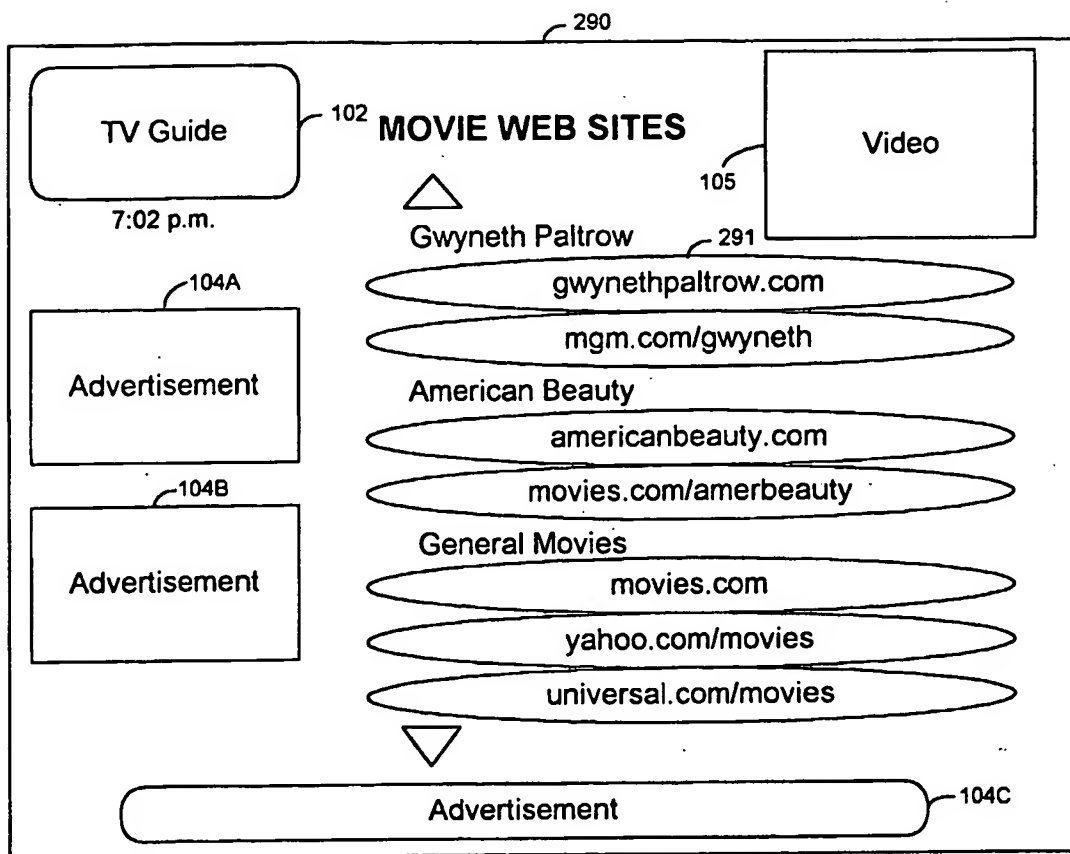 290
TV Guide
102
MOVIE WEB SITES
Video
105
7:02 p.m.
Gwyneth Paltrow
291
gwynethpaltrow.com
mgm.com/gwyneth
104A
Advertisement
American Beauty
americanbeauty.com
movies.com/amerbeauty
104B
Advertisement
General Movies
movies.com
yahoo.com/movies
universal.com/movies
Advertisement
104C